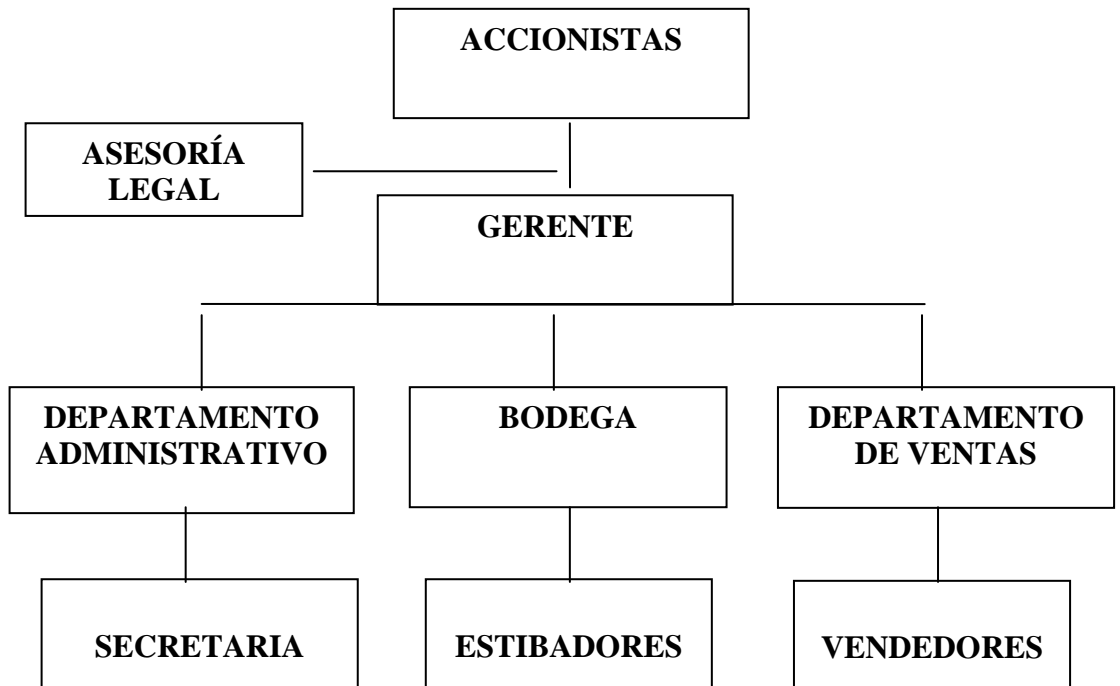 ACCIONISTAS
ASESORÍA
LEGAL
GERENTE
DEPARTAMENTO
ADMINISTRATIVO
BODEGA
DEPARTAMENTO
DE VENTAS
SECRETARIA
ESTIBADORES
VENDEDORES